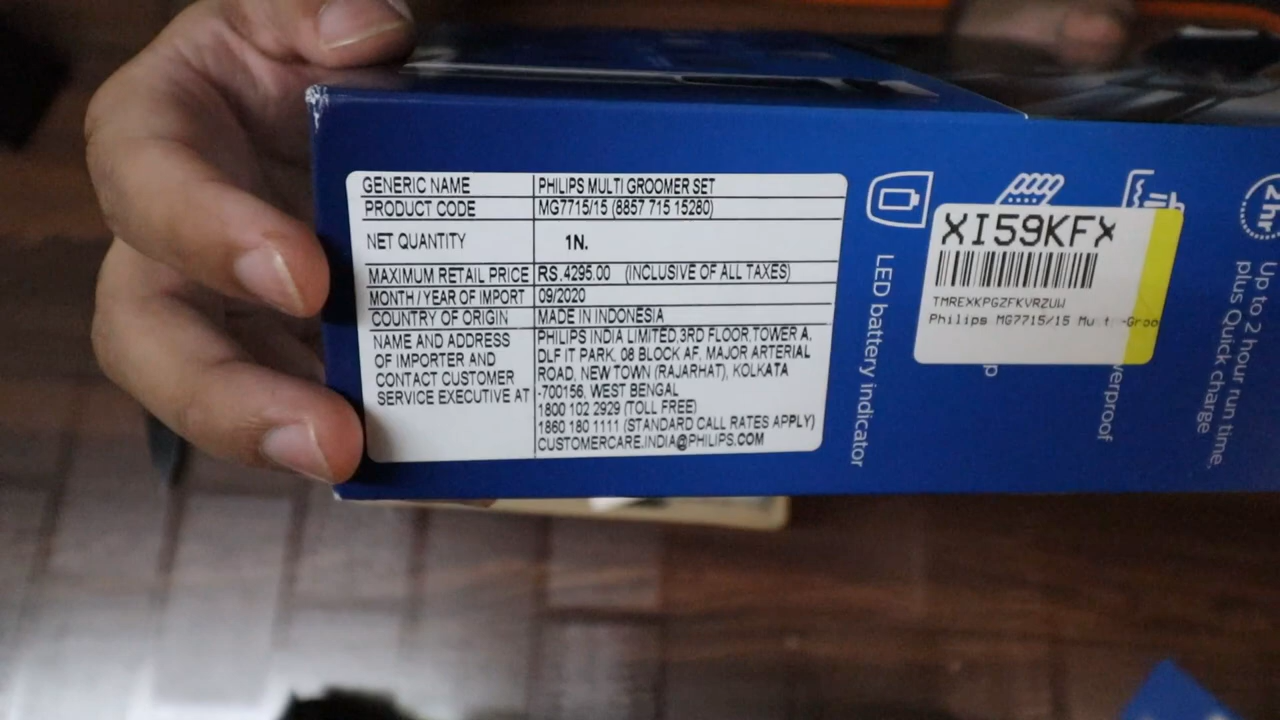 GENERIC NAME PHILIPS MULTI GROOMER SET
PRODUCT CODE MG7715/15 (8857 715 15280)
NET QUANTITY 1N.
MAXIMUM RETAIL PRICE RS.4295.00 (INCLUSIVE OF ALL TAXES)
MONTH / YEAR OF IMPORT 09/2020
COUNTRY OF ORIGIN MADE IN INDONESIA
NAME AND ADDRESS
OF IMPORTER AND
CONTACT CUSTOMER
SERVICE EXECUTIVE AT
PHILIPS INDIA LIMITED,3RD FLOOR,TOWER A,
DLF IT PARK, 08 BLOCK AF, MAJOR ARTERIAL
ROAD, NEW TOWN (RAJARHAT), KOLKATA
-700156, WEST BENGAL
1800 102 2929 (TOLL FREE)
1860 180 1111 (STANDARD CALL RATES APPLY)
CUSTOMERCARE.INDIA@PHILIPS.COM
LED battery indicator
XI59KFX
TMREXKPGZFKVRZUW
Philips MG7715/15
2hr
Up to 2 hour run time,
plus Quick charge